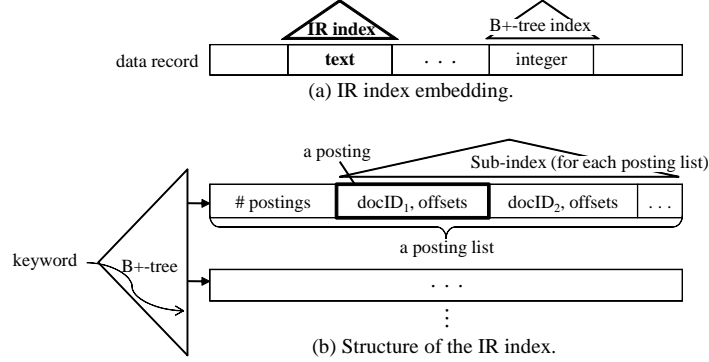 IR index
B+-tree index
data record
text
. . .
integer
(a) IR index embedding.
a posting
Sub-index (for each posting list)
# postings
docID₁, offsets
docID₂, offsets
. . .
a posting list
keyword
B+-tree
. . .
⋮
(b) Structure of the IR index.